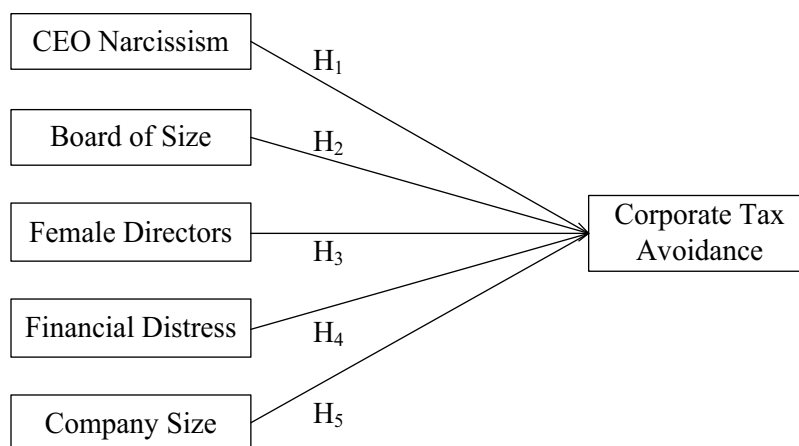 CEO Narcissism
H₁
Board of Size
H₂
Female Directors
H₃
Corporate Tax
Avoidance
Financial Distress
H₄
Company Size
H₅